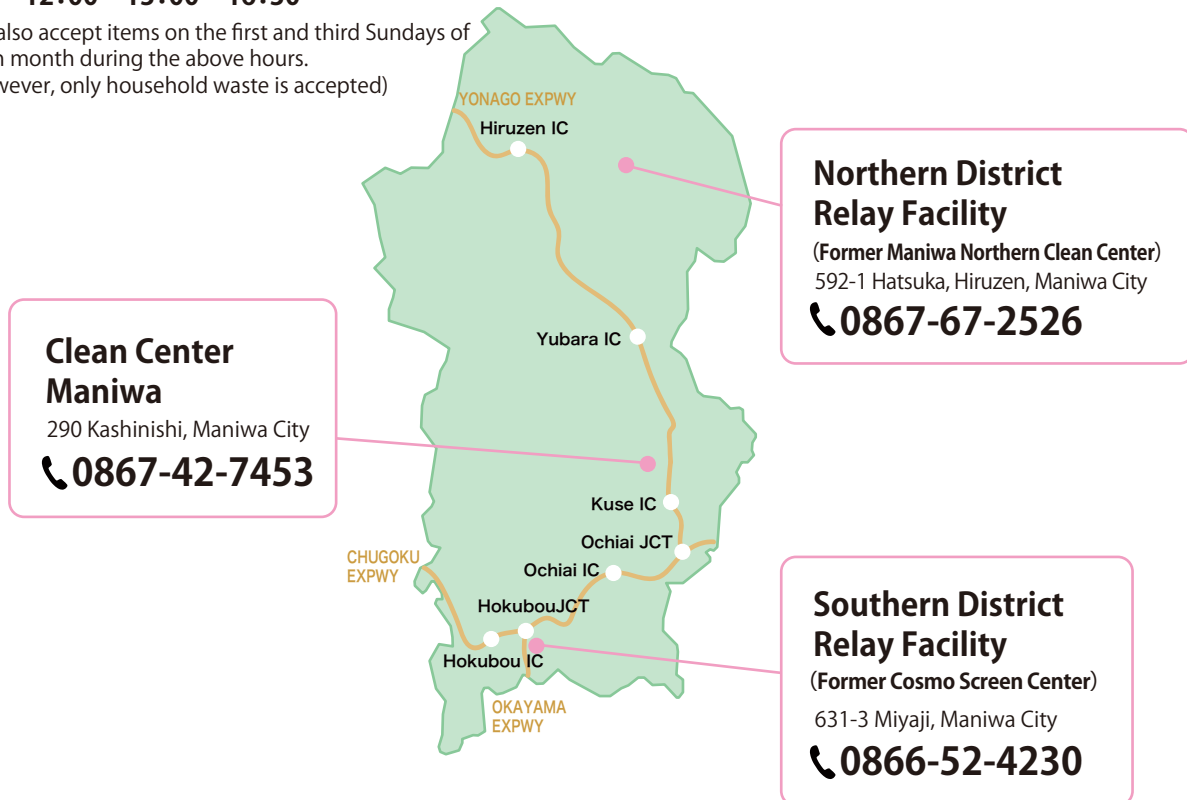 also accept items on the first and third Sundays of
month during the above hours.
only household waste is accepted)
YONAGO EXPWY
Hiruzen IC
Northern District
Relay Facility
(Former Maniwa Northern Clean Center)
592-1 Hatsuka, Hiruzen, Maniwa City
0867-67-2526
Yubara IC
Clean Center
Maniwa
290 Kashinishi, Maniwa City
0867-42-7453
Kuse IC
Ochiai JCT
CHUGOKU
EXPWY
Ochiai IC
HokubouJCT
Hokubou IC
Southern District
Relay Facility
(Former Cosmo Screen Center)
631-3 Miyaji, Maniwa City
0866-52-4230
OKAYAMA
EXPWY